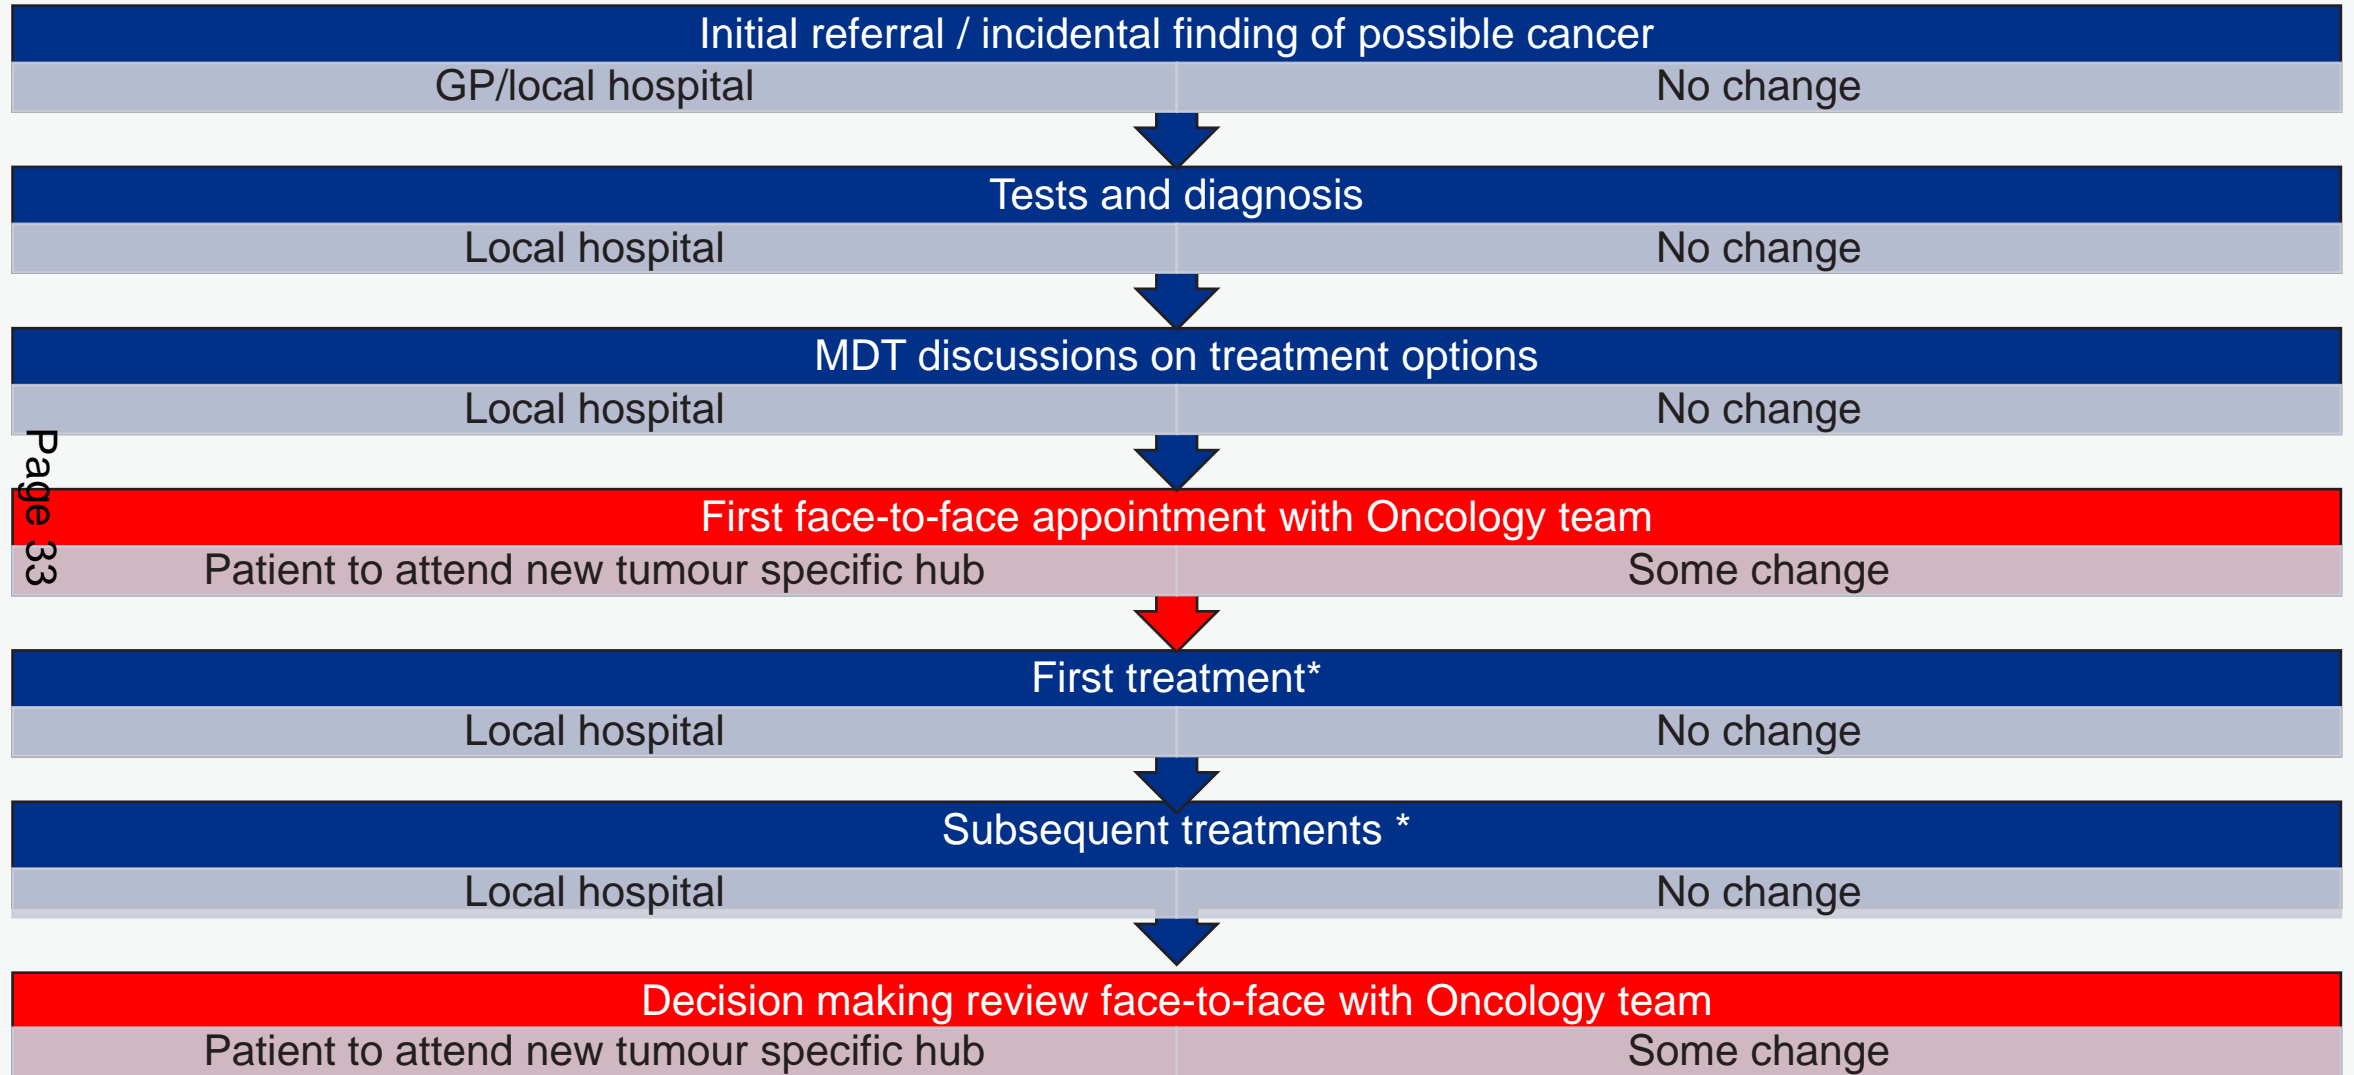 Initial referral / incidental finding of possible cancer
GP/local hospital No change
Tests and diagnosis
Local hospital No change
MDT discussions on treatment options
Local hospital No change
Page 33
First face-to-face appointment with Oncology team
Patient to attend new tumour specific hub Some change
First treatment*
Local hospital No change
Subsequent treatments *
Local hospital No change
Decision making review face-to-face with Oncology team
Patient to attend new tumour specific hub Some change